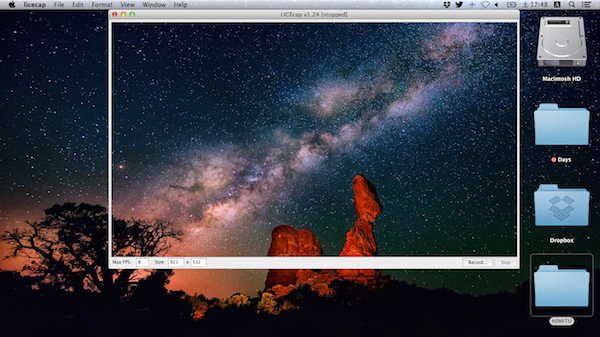 licecap File Edit Format View Window Help
土 17:48
LICEcap v1.24 [stopped]
Macintosh HD
Days
Dropbox
Max FPS: 8 Size: 921 x 532 Record... Stop